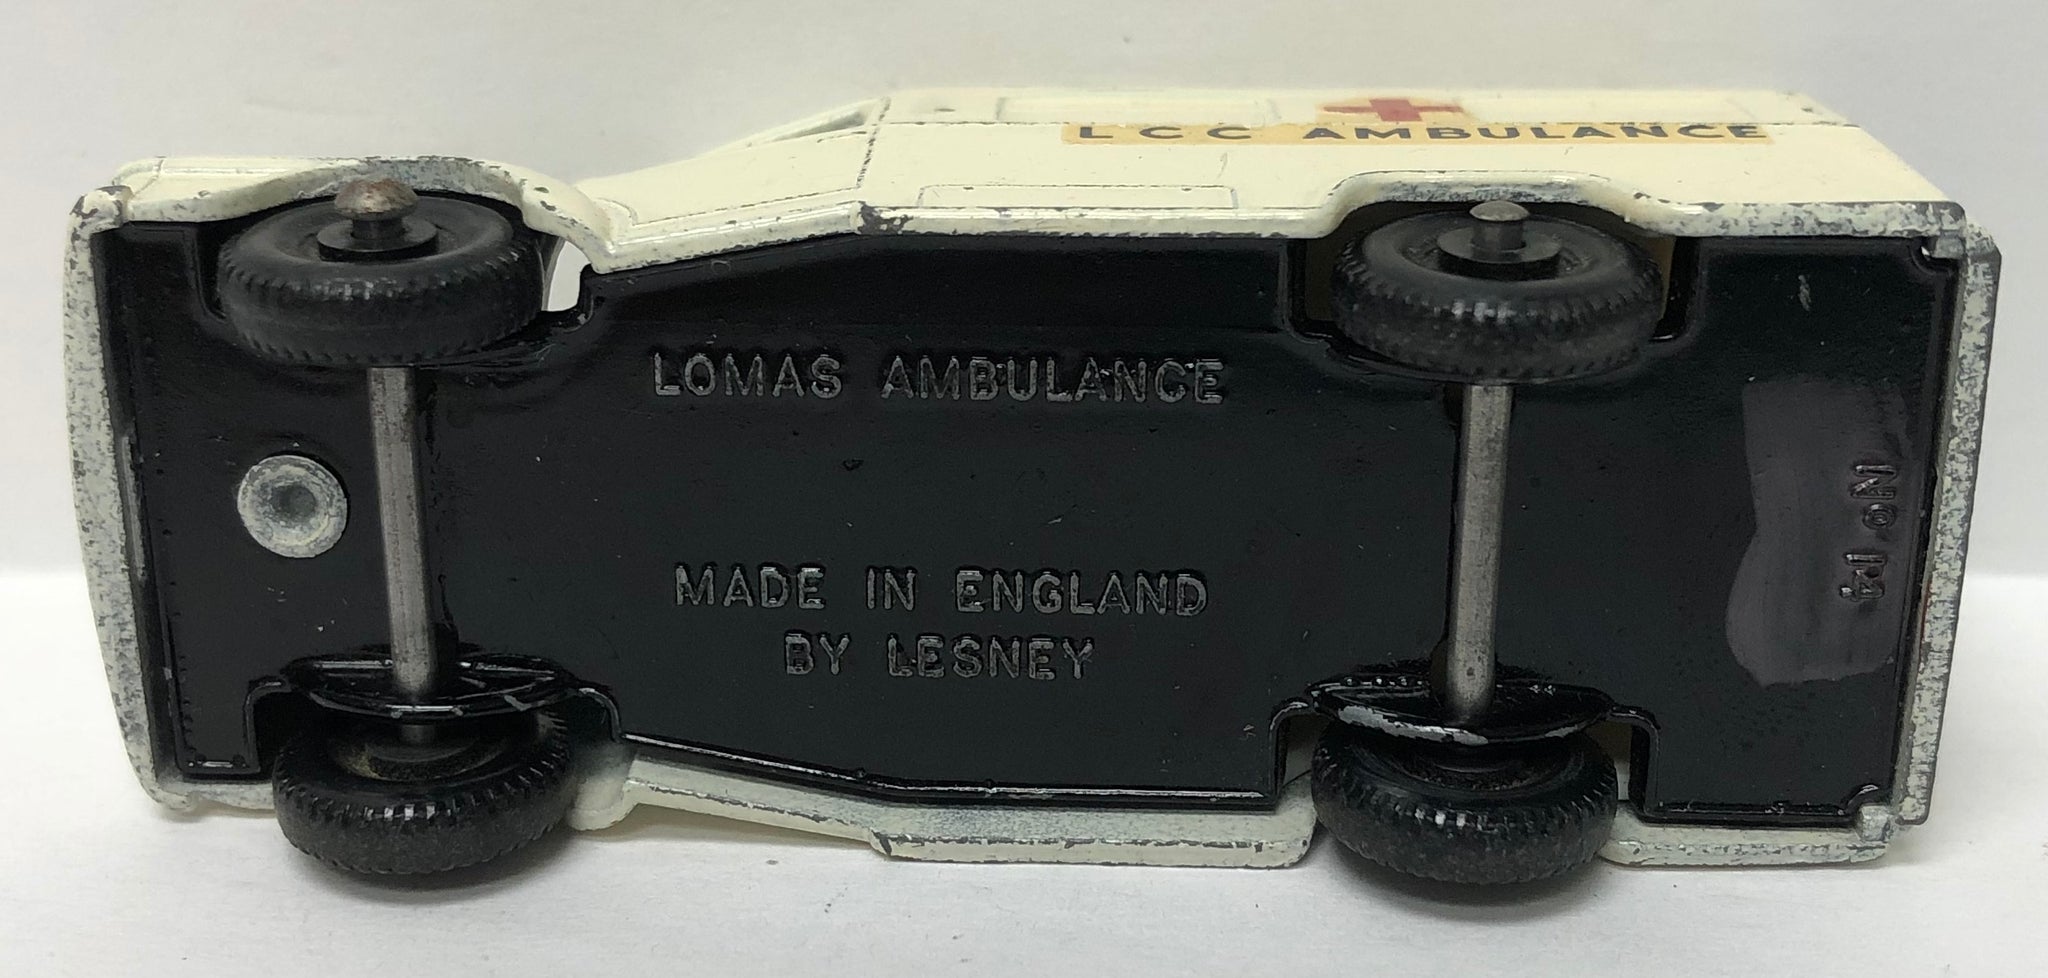 LCC AMBULANCE
LOMAS AMBULANCE
MADE IN ENGLAND
BY LESNEY
No 14